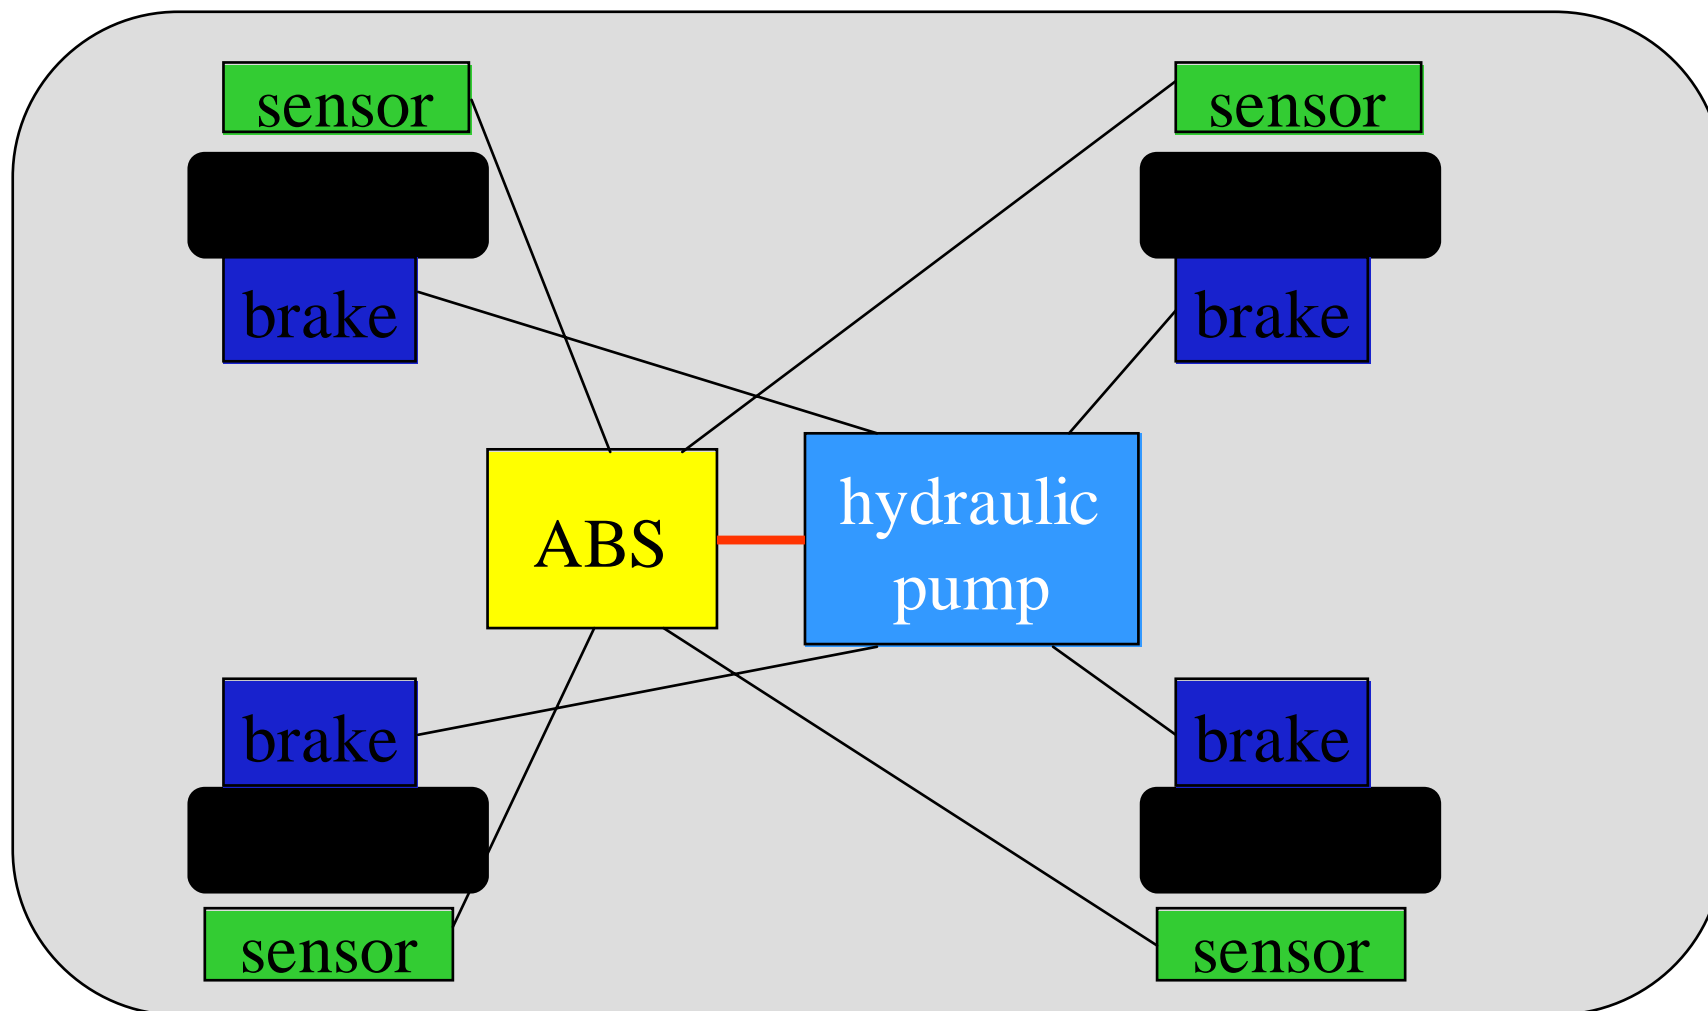 sensor
sensor
brake
brake
ABS
hydraulic
pump
brake
brake
sensor
sensor